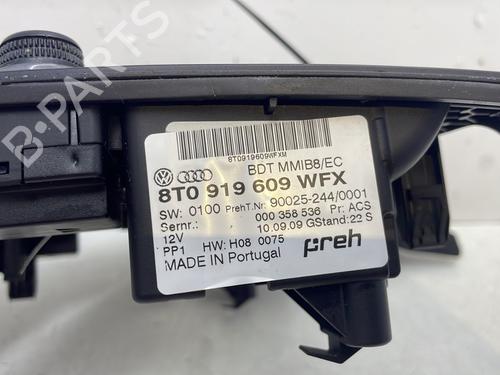 B-PARTS
8T0919609WFXM
BDT MMIB8/EC
8T0 919 609 WFX
SW: 0100 PrehT.Nr: 90025-244/0001
Sernr.: 000 358 536 Pr: ACS
12V 10.09.09 GStand: 22 S
PP1 HW: H08 0075
MADE IN Portugal
Preh